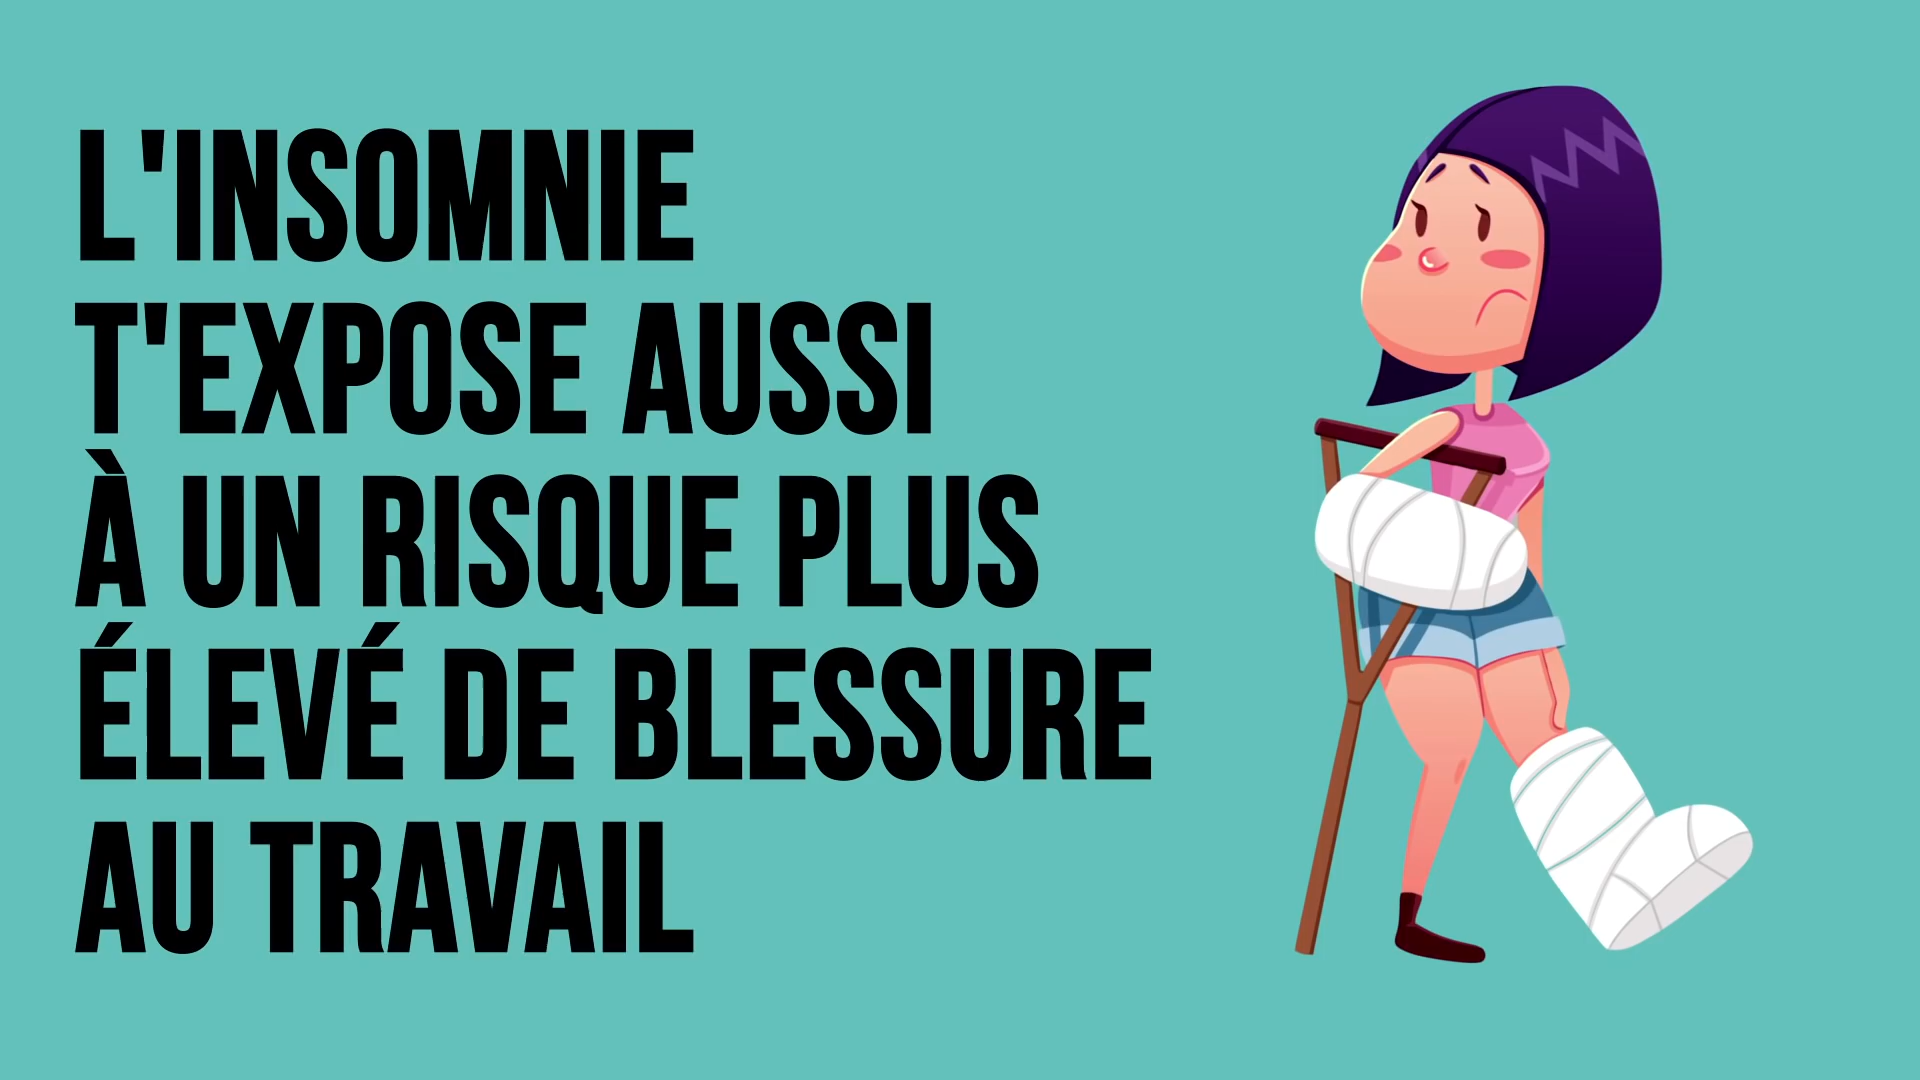 L'INSOMNIE
T'EXPOSE AUSSI
À UN RISQUE PLUS
ÉLEVÉ DE BLESSURE
AU TRAVAIL